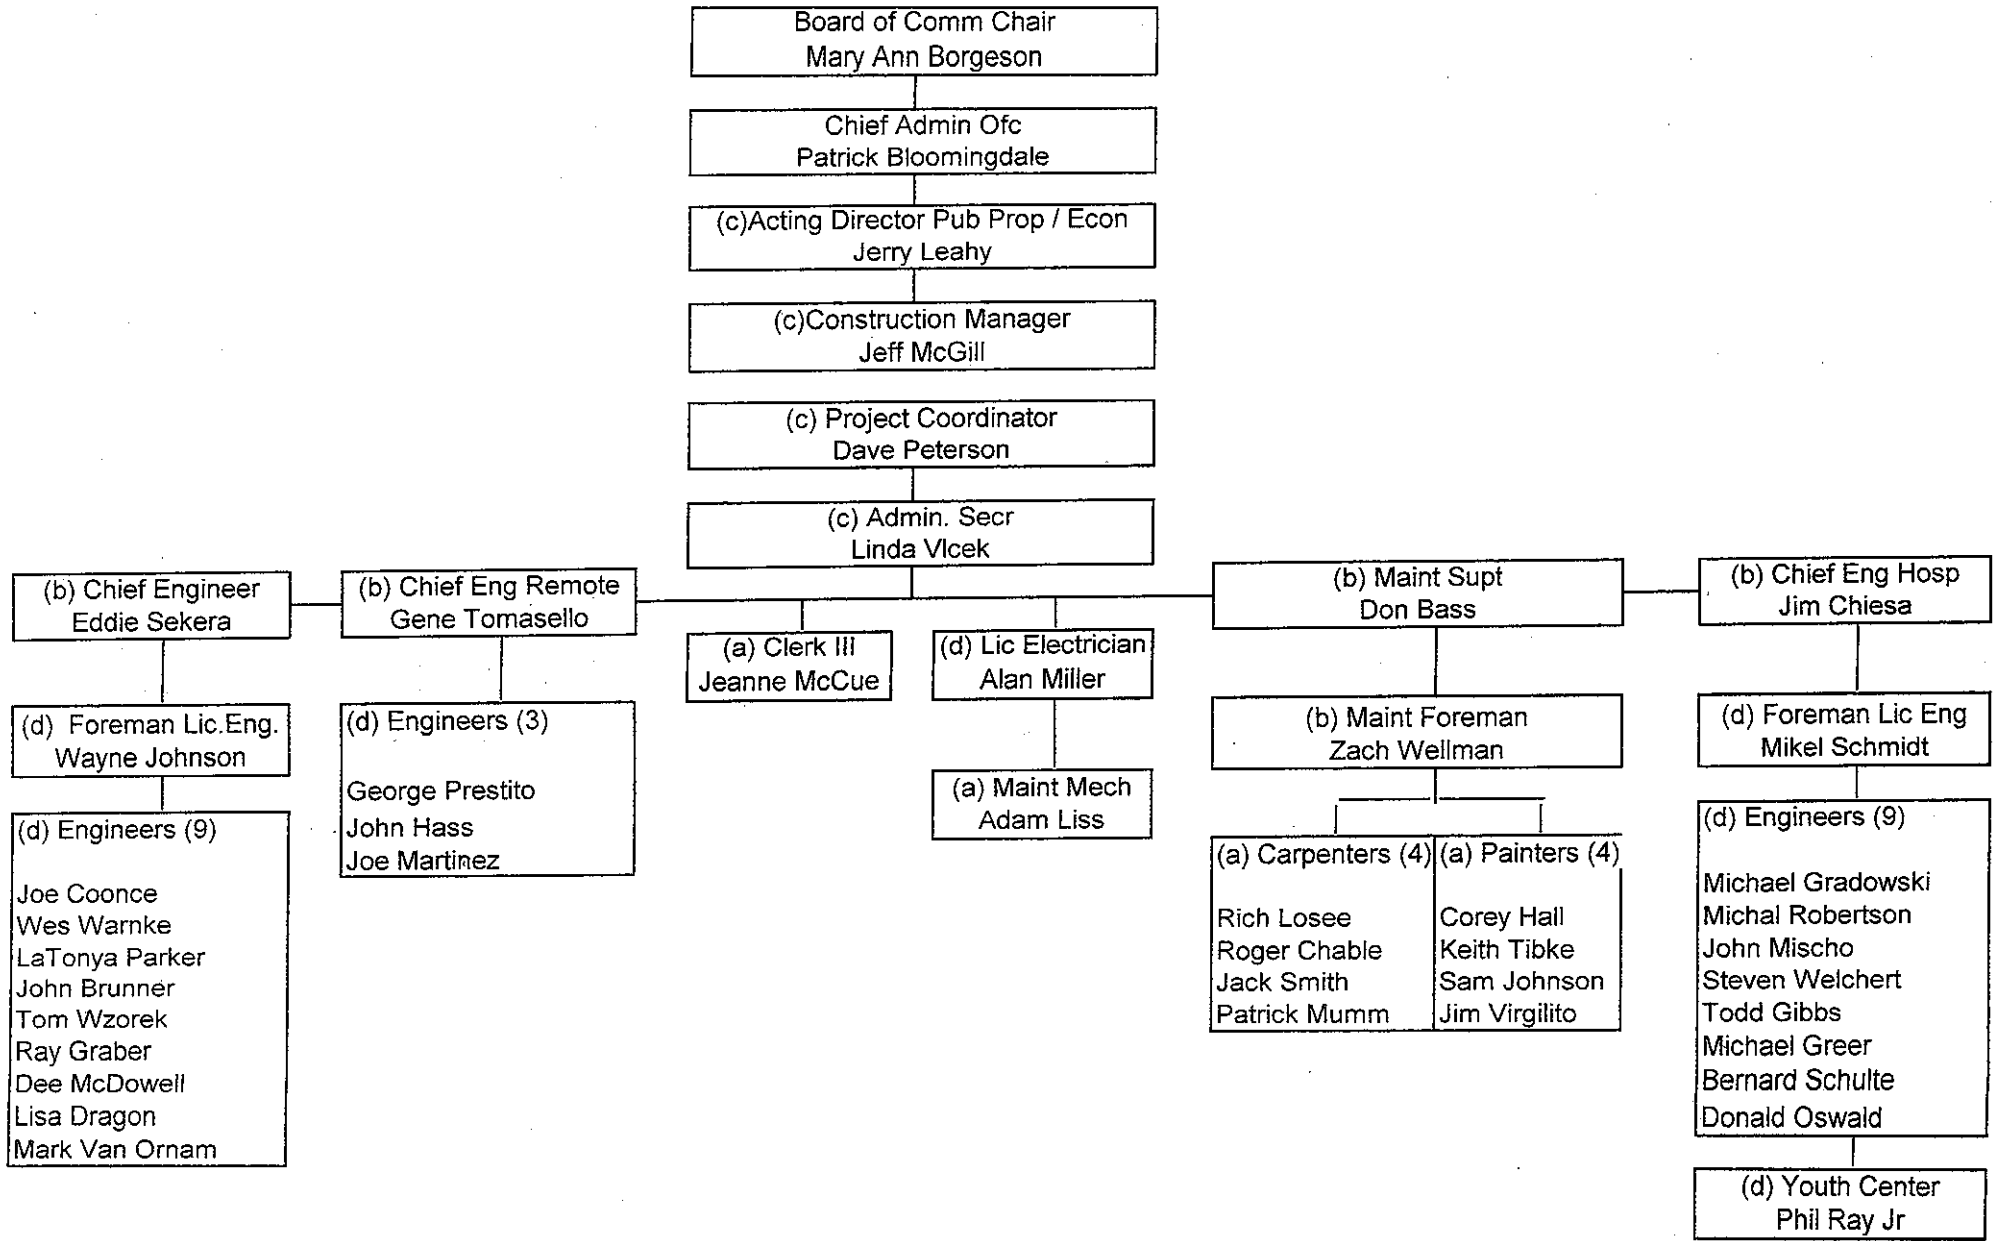 Board of Comm Chair
Mary Ann Borgeson
Chief Admin Ofc
Patrick Bloomingdale
(c)Acting Director Pub Prop / Econ
Jerry Leahy
(c)Construction Manager
Jeff McGill
(c) Project Coordinator
Dave Peterson
(c) Admin. Secr
Linda Vlcek
(b) Chief Engineer
Eddie Sekera
(b) Chief Eng Remote
Gene Tomasello
(a) Clerk III
Jeanne McCue
(d) Lic Electrician
Alan Miller
(b) Maint Supt
Don Bass
(b) Chief Eng Hosp
Jim Chiesa
(d) Foreman Lic.Eng.
Wayne Johnson
(d) Engineers (9)
Joe Coonce
Wes Warnke
LaTonya Parker
John Brunner
Tom Wzorek
Ray Graber
Dee McDowell
Lisa Dragon
Mark Van Ornam
(d) Engineers (3)
George Prestito
John Hass
Joe Martinez
(a) Maint Mech
Adam Liss
(b) Maint Foreman
Zach Wellman
(a) Carpenters (4)
Rich Losee
Roger Chable
Jack Smith
Patrick Mumm
(a) Painters (4)
Corey Hall
Keith Tibke
Sam Johnson
Jim Virgilito
(d) Foreman Lic Eng
Mikel Schmidt
(d) Engineers (9)
Michael Gradowski
Michal Robertson
John Mischo
Steven Welchert
Todd Gibbs
Michael Greer
Bernard Schulte
Donald Oswald
(d) Youth Center
Phil Ray Jr